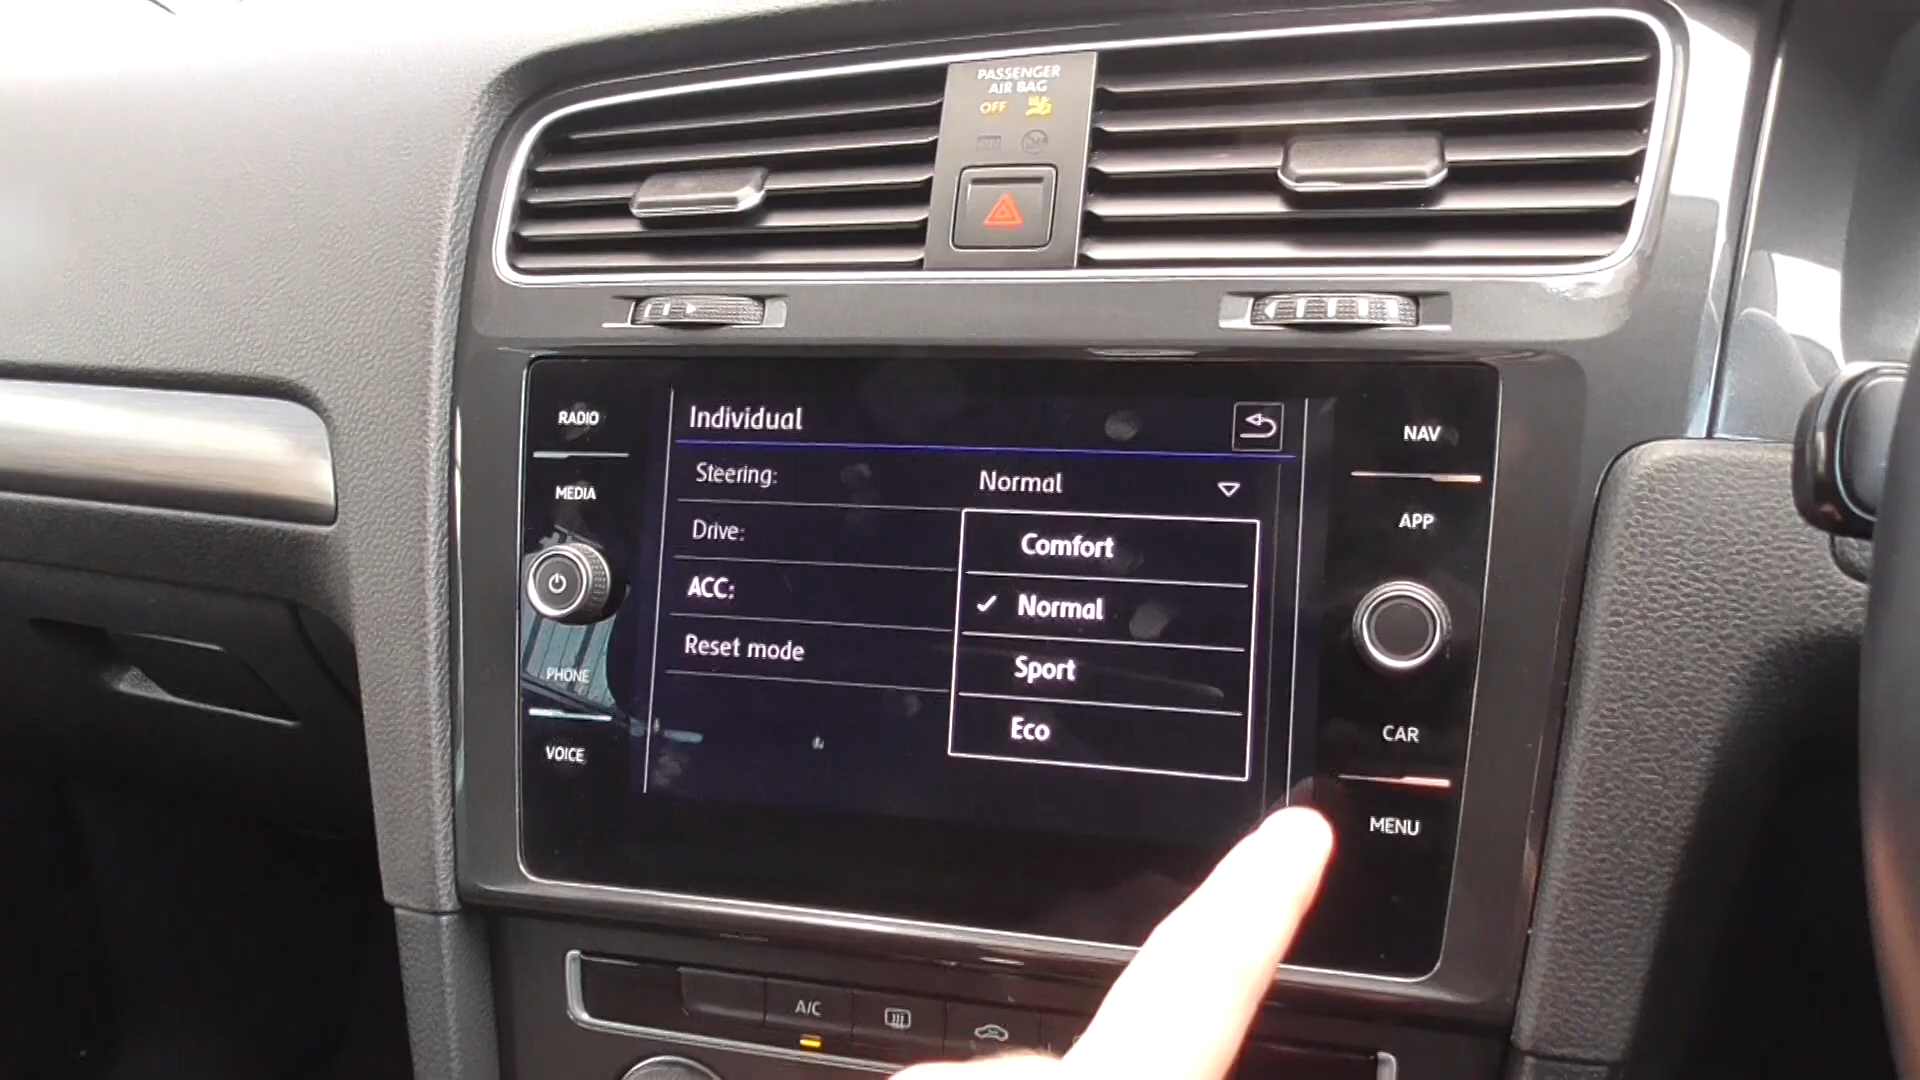 PASSENGER
AIR BAG
OFF
RADIO
MEDIA
PHONE
VOICE
Individual
Steering: Normal
Drive:
ACC:
Reset mode
Comfort
Normal
Sport
Eco
NAV
APP
CAR
MENU
A/C